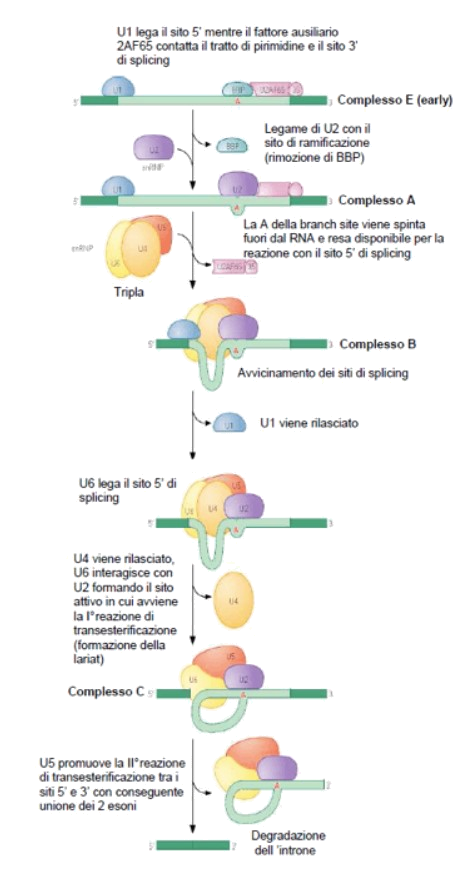 U1 lega il sito 5' mentre il fattore ausiliario
2AF65 contatta il tratto di pirimidine e il sito 3'
di splicing
U1
BBP
U2AF65
35
5'
A
3'
Complesso E (early)
Legame di U2 con il
sito di ramificazione
(rimozione di BBP)
BBP
U2
snRNP
U1
U2
5'
A
3'
Complesso A
La A della branch site viene spinta
fuori dal RNA e resa disponibile per la
reazione con il sito 5' di splicing
snRNP
U5
U4
U6
U2AF65
35
Tripla
5'
A
3'
Complesso B
Avvicinamento dei siti di splicing
U1
U1 viene rilasciato
U6 lega il sito 5' di
splicing
U5
U6
U4
U2
5'
A
3'
U4 viene rilasciato,
U6 interagisce con
U2 formando il sito
attivo in cui avviene
la I°reazione di
transesterificazione
(formazione della
lariat)
U4
U5
U6
U2
Complesso C
5'
A
3'
U5 promuove la II°reazione
di transesterificazione tra i
siti 5' e 3' con conseguente
unione dei 2 esoni
A
3'
5'
3'
Degradazione
dell 'introne